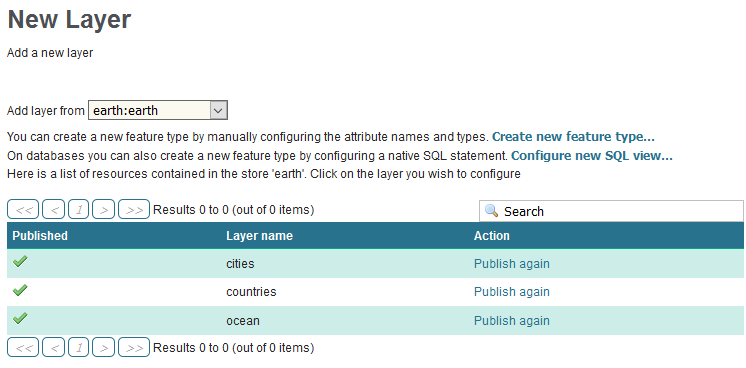 New Layer
Add a new layer
Add layer from earth:earth
You can create a new feature type by manually configuring the attribute names and types. Create new feature type...
On databases you can also create a new feature type by configuring a native SQL statement. Configure new SQL view...
Here is a list of resources contained in the store 'earth'. Click on the layer you wish to configure
<< < 1 > >> Results 0 to 0 (out of 0 items) Search
Published Layer name Action
cities Publish again
countries Publish again
ocean Publish again
<< < 1 > >> Results 0 to 0 (out of 0 items)